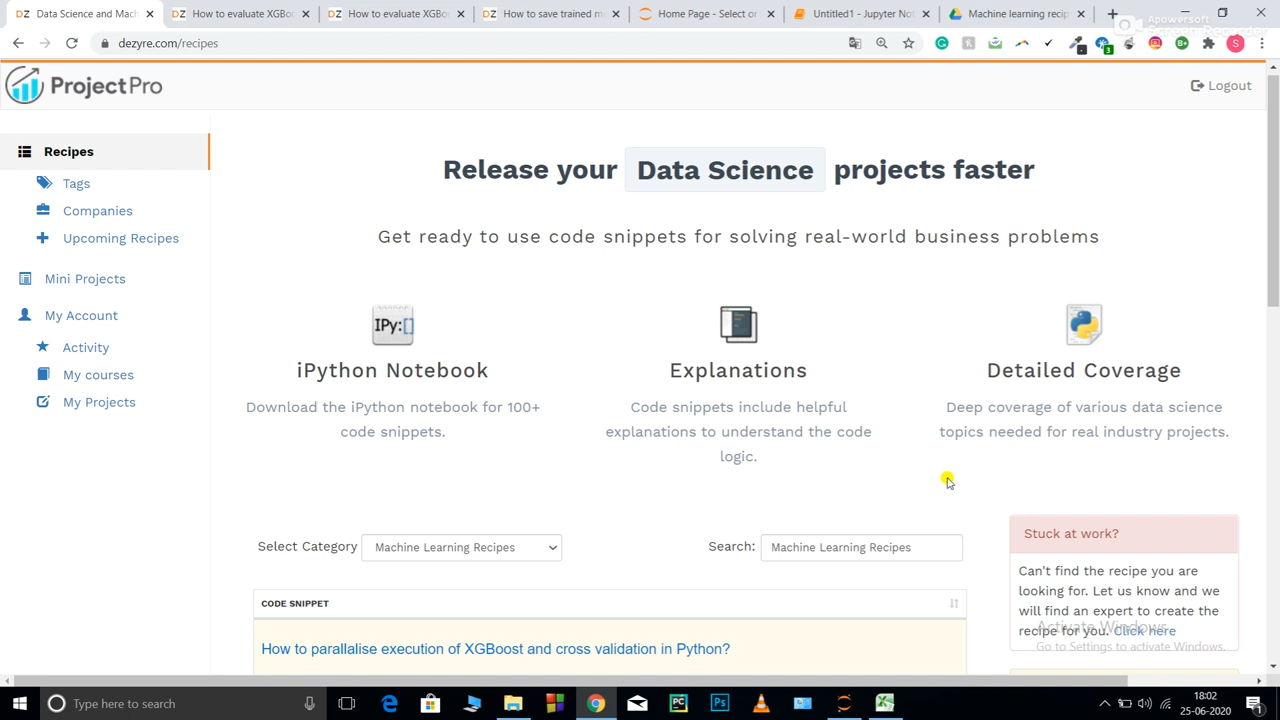 Data Science and Ma
How to evaluate XGBo
How to evaluate XGBo
How to save trained m
Home Page - Select or
Untitled1 - Jupyter Not
Machine learning recip
dezyre.com/recipes
Apowersoft
Screen Recorder
ProjectPro
Logout
Recipes
Tags
Companies
Upcoming Recipes
Mini Projects
My Account
Activity
My courses
My Projects
Release your Data Science projects faster
Get ready to use code snippets for solving real-world business problems
IPy:[]
iPython Notebook
Download the iPython notebook for 100+
code snippets.
Explanations
Code snippets include helpful
explanations to understand the code
logic.
Detailed Coverage
Deep coverage of various data science
topics needed for real industry projects.
Select Category Machine Learning Recipes
Search: Machine Learning Recipes
CODE SNIPPET
How to parallalise execution of XGBoost and cross validation in Python?
Stuck at work?
Can't find the recipe you are
looking for. Let us know and we
will find an expert to create the
recipe for you. Click here
Activate Windows
Go to Settings to activate Windows.
Type here to search
18:02
25-06-2020